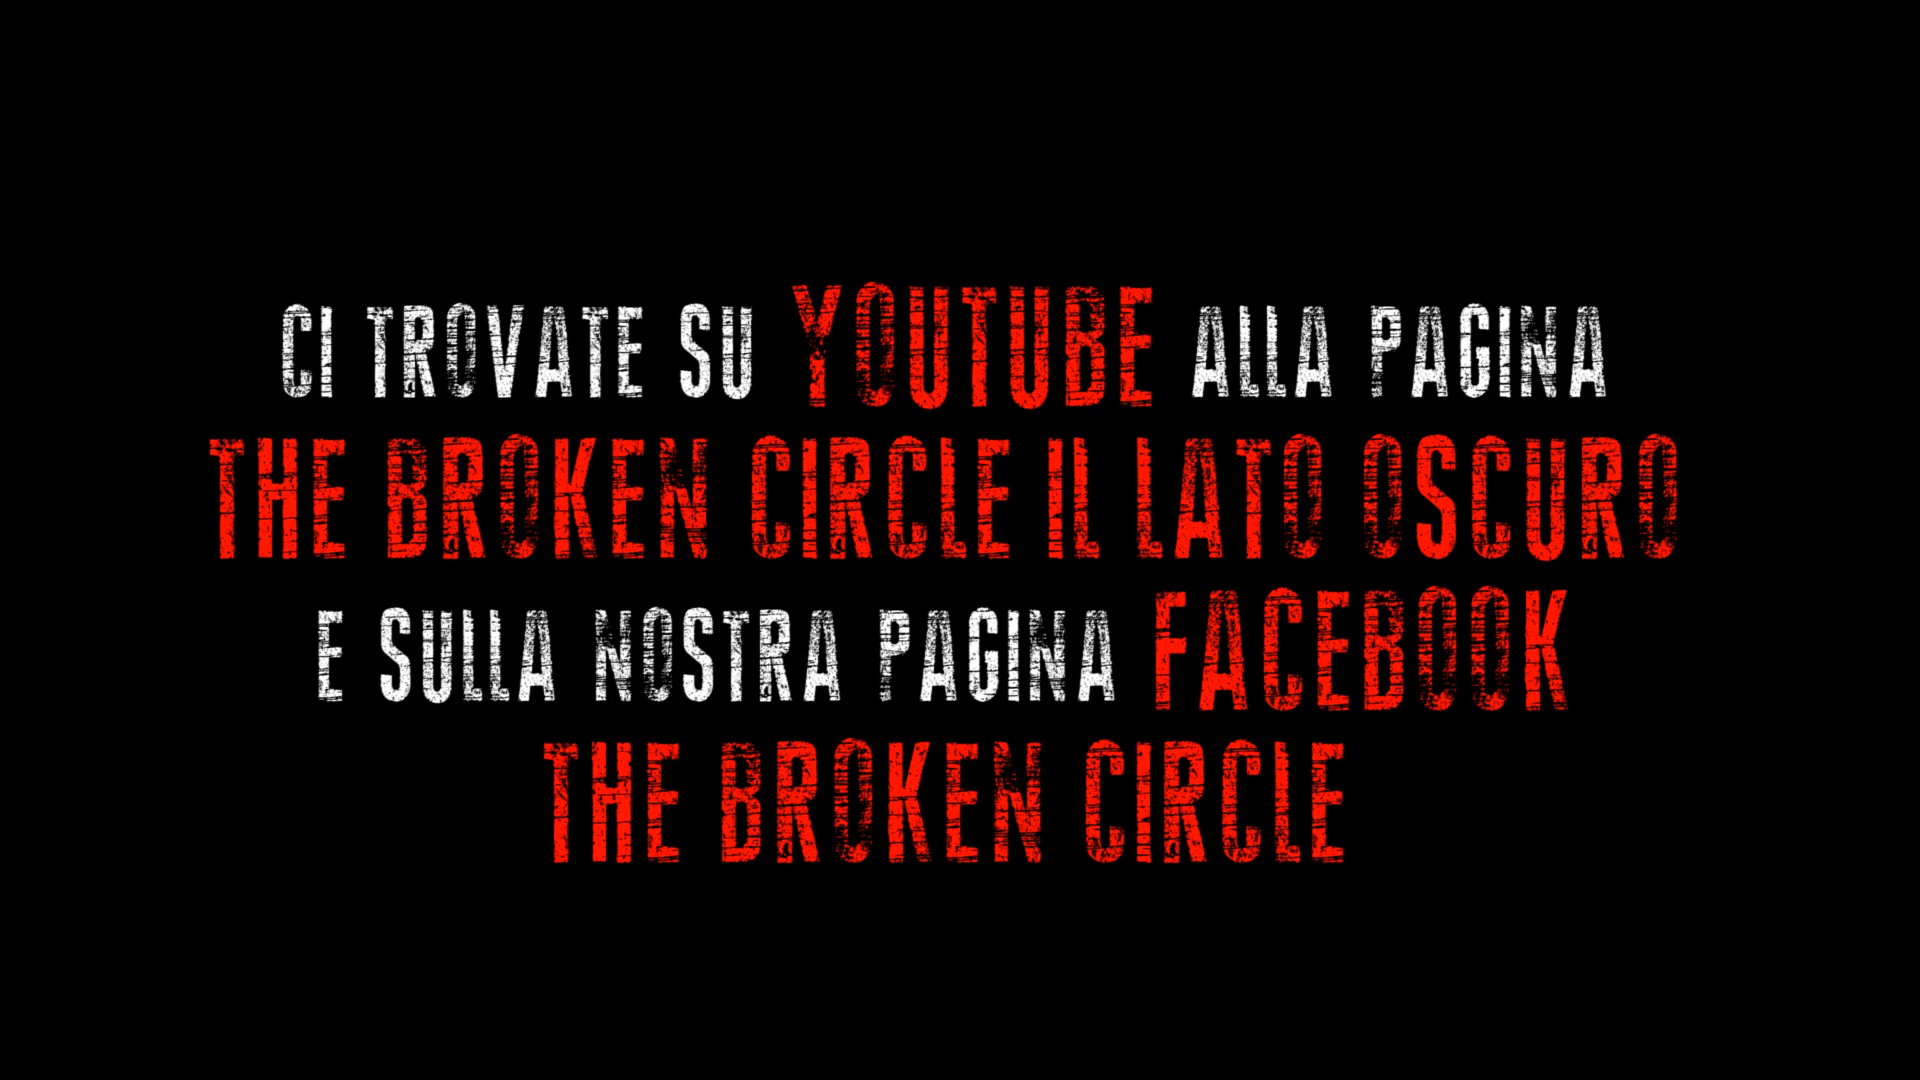 CI TROVATE SU YOUTUBE ALLA PAGINA
THE BROKEN CIRCLE IL LATO OSCURO
E SULLA NOSTRA PAGINA FACEBOOK
THE BROKEN CIRCLE